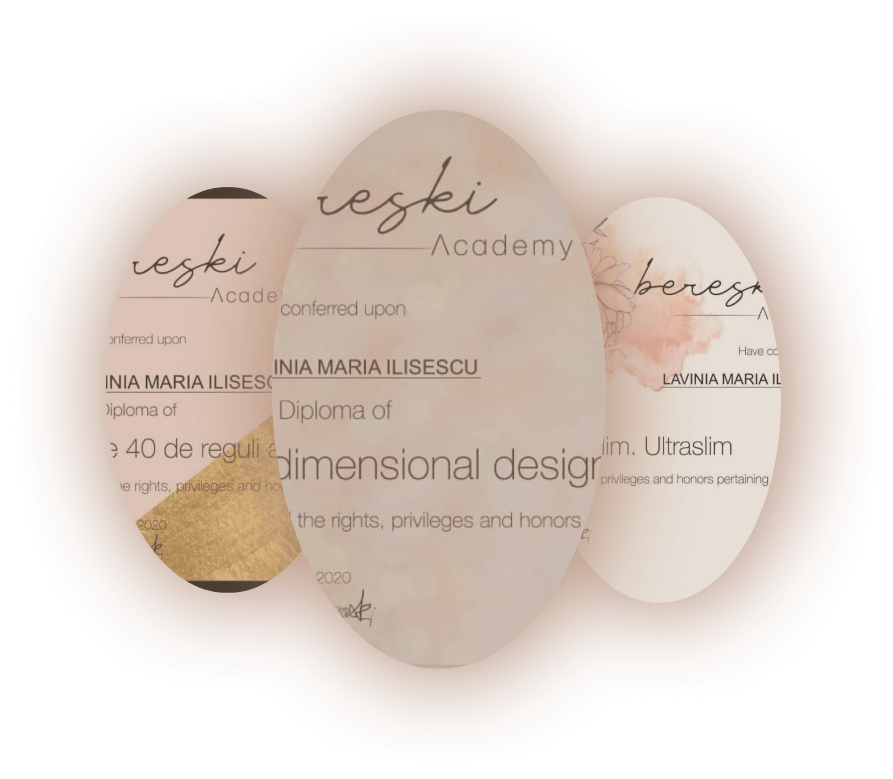 reski
Acade
onferred upon
INIA MARIA ILISESC
Diploma of
e 40 de reguli a
he rights, privileges and ho
2020
reski
Academy
conferred upon
INIA MARIA ILISESCU
Diploma of
dimensional design
the rights, privileges and honors
2020
beresk
A
Have co
LAVINIA MARIA IL
lim. Ultraslim
privileges and honors pertaining